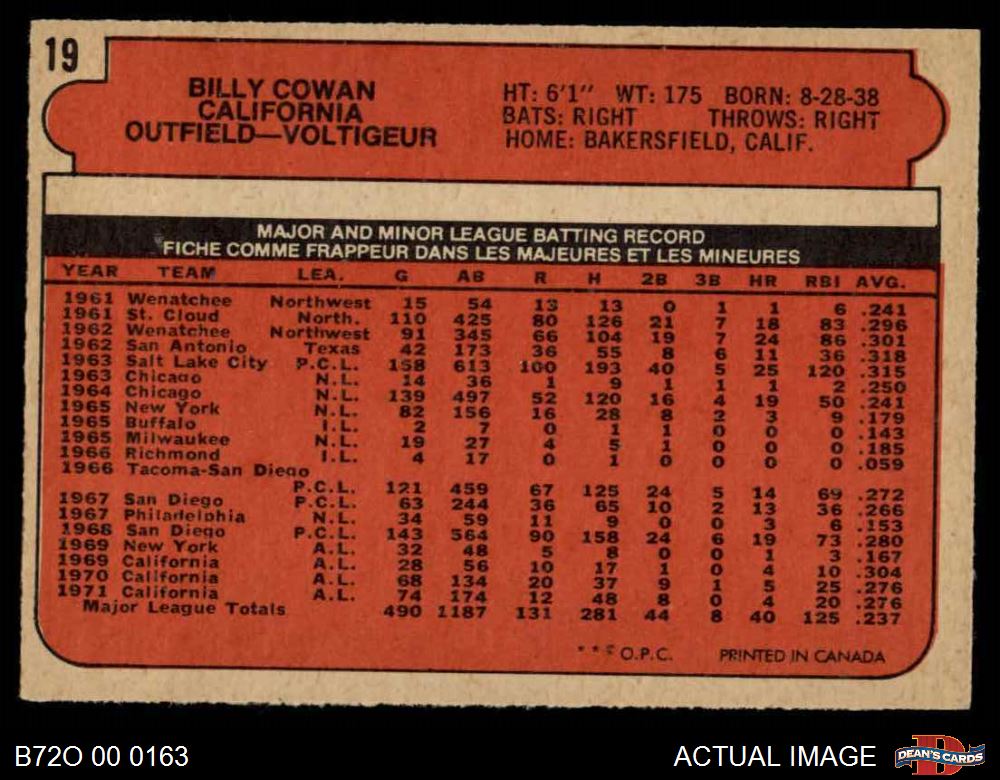 19
BILLY COWAN
CALIFORNIA
OUTFIELD—VOLTIGEUR
HT: 6'1" WT: 175 BORN: 8-28-38
BATS: RIGHT THROWS: RIGHT
HOME: BAKERSFIELD, CALIF.
MAJOR AND MINOR LEAGUE BATTING RECORD
FICHE COMME FRAPPEUR DANS LES MAJEURES ET LES MINEURES
YEAR TEAM LEA. G AB R H 2B 3B HR RBI AVG.
1961 Wenatchee Northwest 15 54 13 13 0 1 1 6 .241
1961 St. Cloud North. 110 425 80 126 21 7 18 83 .296
1962 Wenatchee Northwest 91 345 66 104 19 7 24 86 .301
1962 San Antonio Texas 42 173 36 55 8 6 11 36 .318
1963 Salt Lake City P.C.L. 158 613 100 193 40 5 25 120 .315
1963 Chicago N.L. 14 36 1 9 1 1 1 2 .250
1964 Chicago N.L. 139 497 52 120 16 4 19 50 .241
1965 New York N.L. 82 156 16 28 8 2 3 9 .179
1965 Buffalo I.L. 2 7 0 1 1 0 0 0 .143
1965 Milwaukee N.L. 19 27 4 5 1 0 0 0 .185
1966 Richmond I.L. 4 17 0 1 0 0 0 0 .059
1966 Tacoma-San Diego
P.C.L. 121 459 67 125 24 5 14 69 .272
1967 San Diego P.C.L. 63 244 36 65 10 2 13 36 .266
1967 Philadelphia N.L. 34 59 11 9 0 0 3 6 .153
1968 San Diego P.C.L. 143 564 90 158 24 6 19 73 .280
1969 New York A.L. 32 48 5 8 0 0 1 3 .167
1969 California A.L. 28 56 10 17 1 0 4 10 .304
1970 California A.L. 68 134 20 37 9 1 5 25 .276
1971 California A.L. 74 174 12 48 8 0 4 20 .276
Major League Totals 490 1187 131 281 44 8 40 125 .237
O.P.C. PRINTED IN CANADA
B72O 00 0163
ACTUAL IMAGE
DEAN'S CARDS